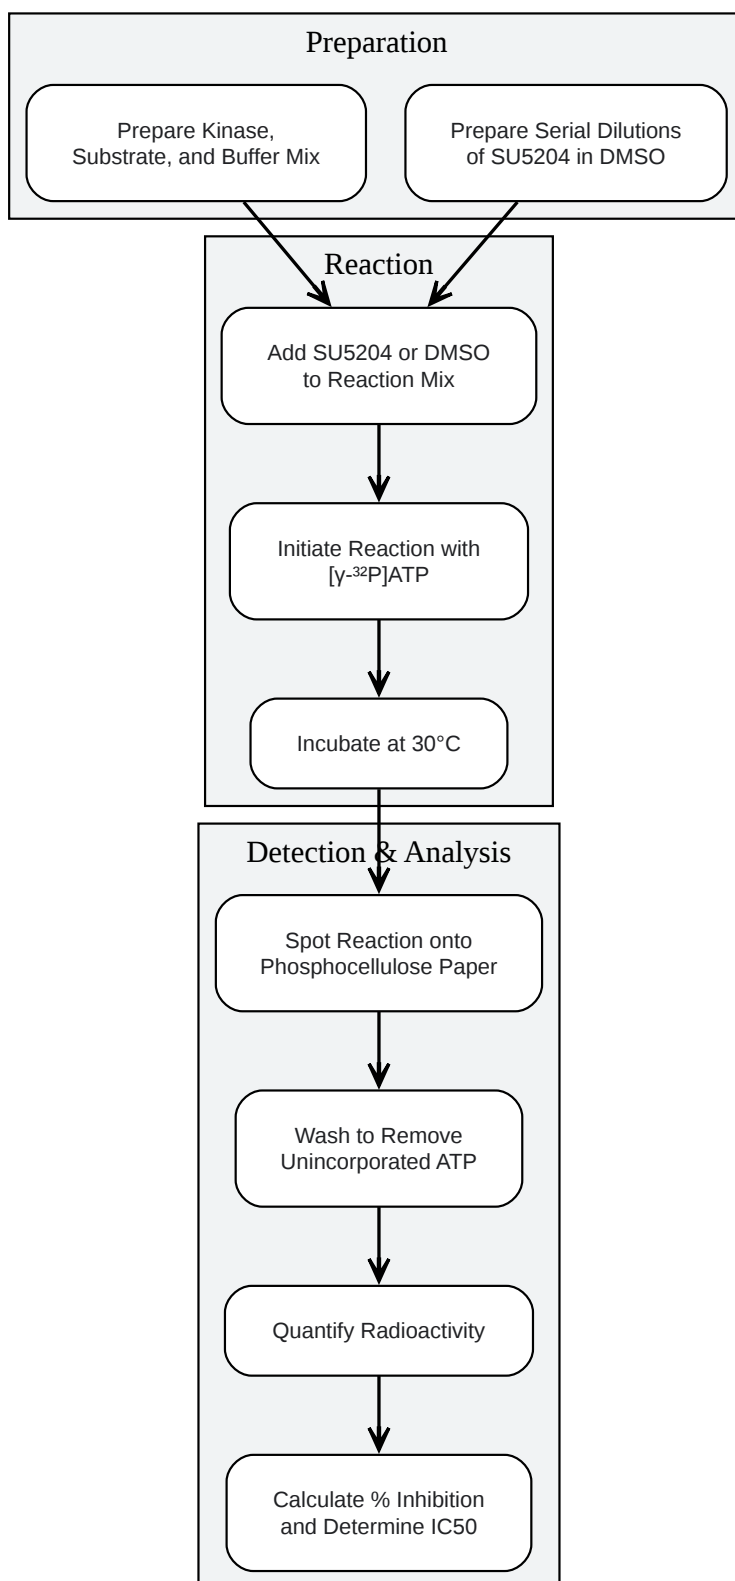 Preparation
Prepare Kinase,
Substrate, and Buffer Mix
Prepare Serial Dilutions
of SU5204 in DMSO
Reaction
Add SU5204 or DMSO
to Reaction Mix
Initiate Reaction with
[γ-³²P]ATP
Incubate at 30°C
Detection & Analysis
Spot Reaction onto
Phosphocellulose Paper
Wash to Remove
Unincorporated ATP
Quantify Radioactivity
Calculate % Inhibition
and Determine IC50